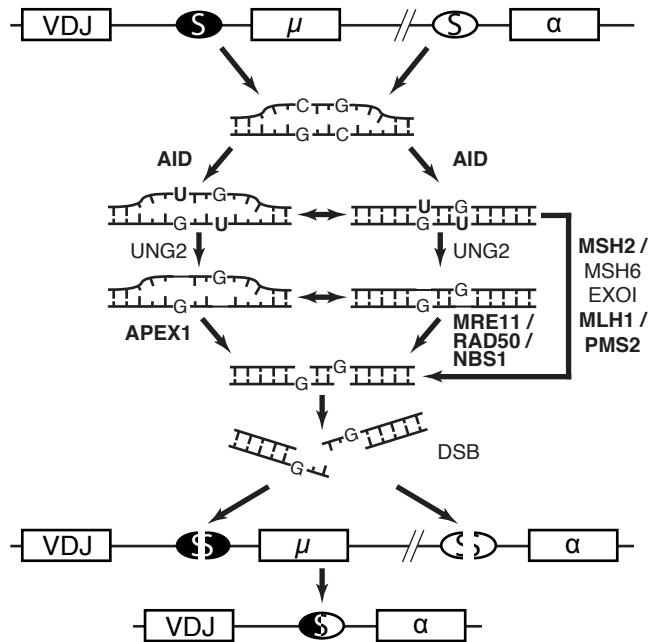 VDJ S μ // S α
C G
G C
AID AID
U G U G
G U G U
UNG2 UNG2
MSH2 /
MSH6
EXOI
MLH1 /
PMS2
G G
G G
APEX1
MRE11 /
RAD50 /
NBS1
G
G
G
G
DSB
VDJ S μ // S α
VDJ S α